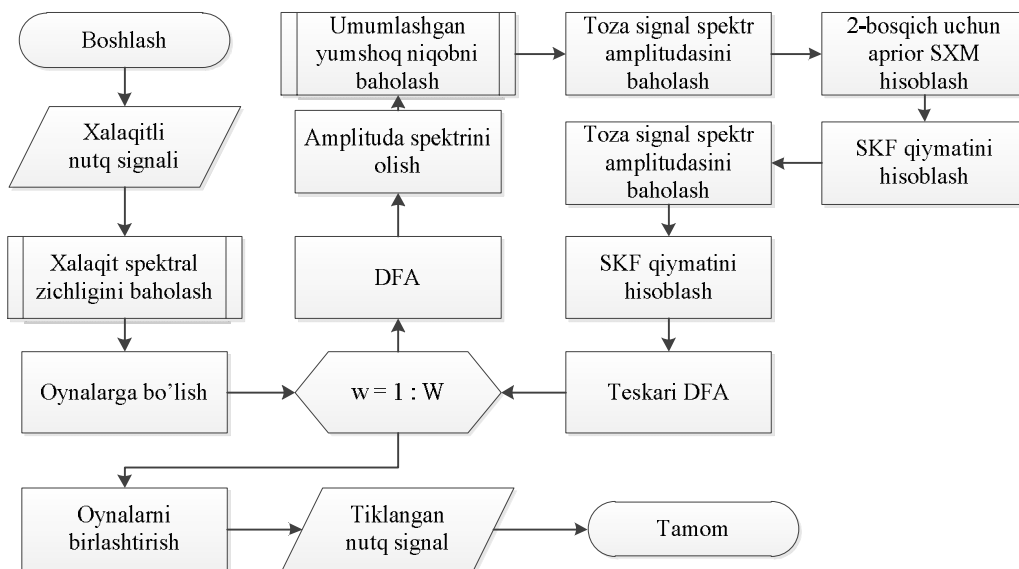 Boshlash
Xalaqitli
nutq signali
Xalaqit spektral
zichligini baholash
Oynalarga bo’lish
w = 1 : W
DFA
Amplituda spektrini
olish
Umumlashgan
yumshoq niqobni
baholash
Toza signal spektr
amplitudasini
baholash
2-bosqich uchun
aprior SXM
hisoblash
SKF qiymatini
hisoblash
Toza signal spektr
amplitudasini
baholash
SKF qiymatini
hisoblash
Teskari DFA
Oynalarni
birlashtirish
Tiklangan
nutq signal
Tamom